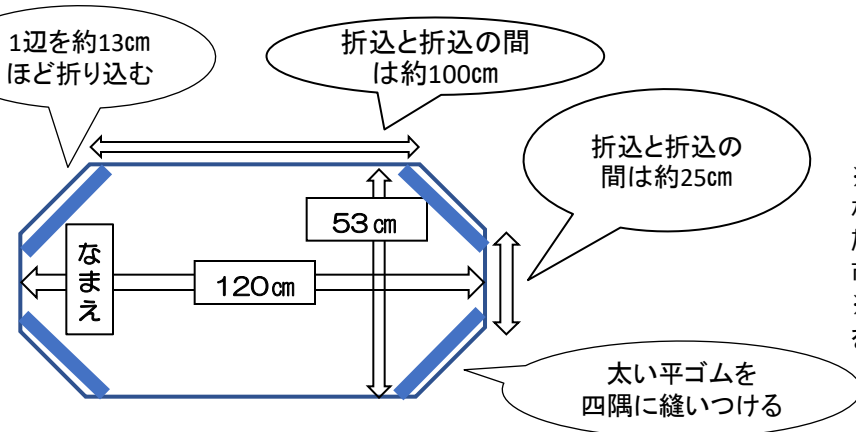 1辺を約13㎝
ほど折り込む
折込と折込の間
は約100㎝
折込と折込の
間は約25㎝
53㎝
なまえ
120㎝
太い平ゴムを
四隅に縫いつける